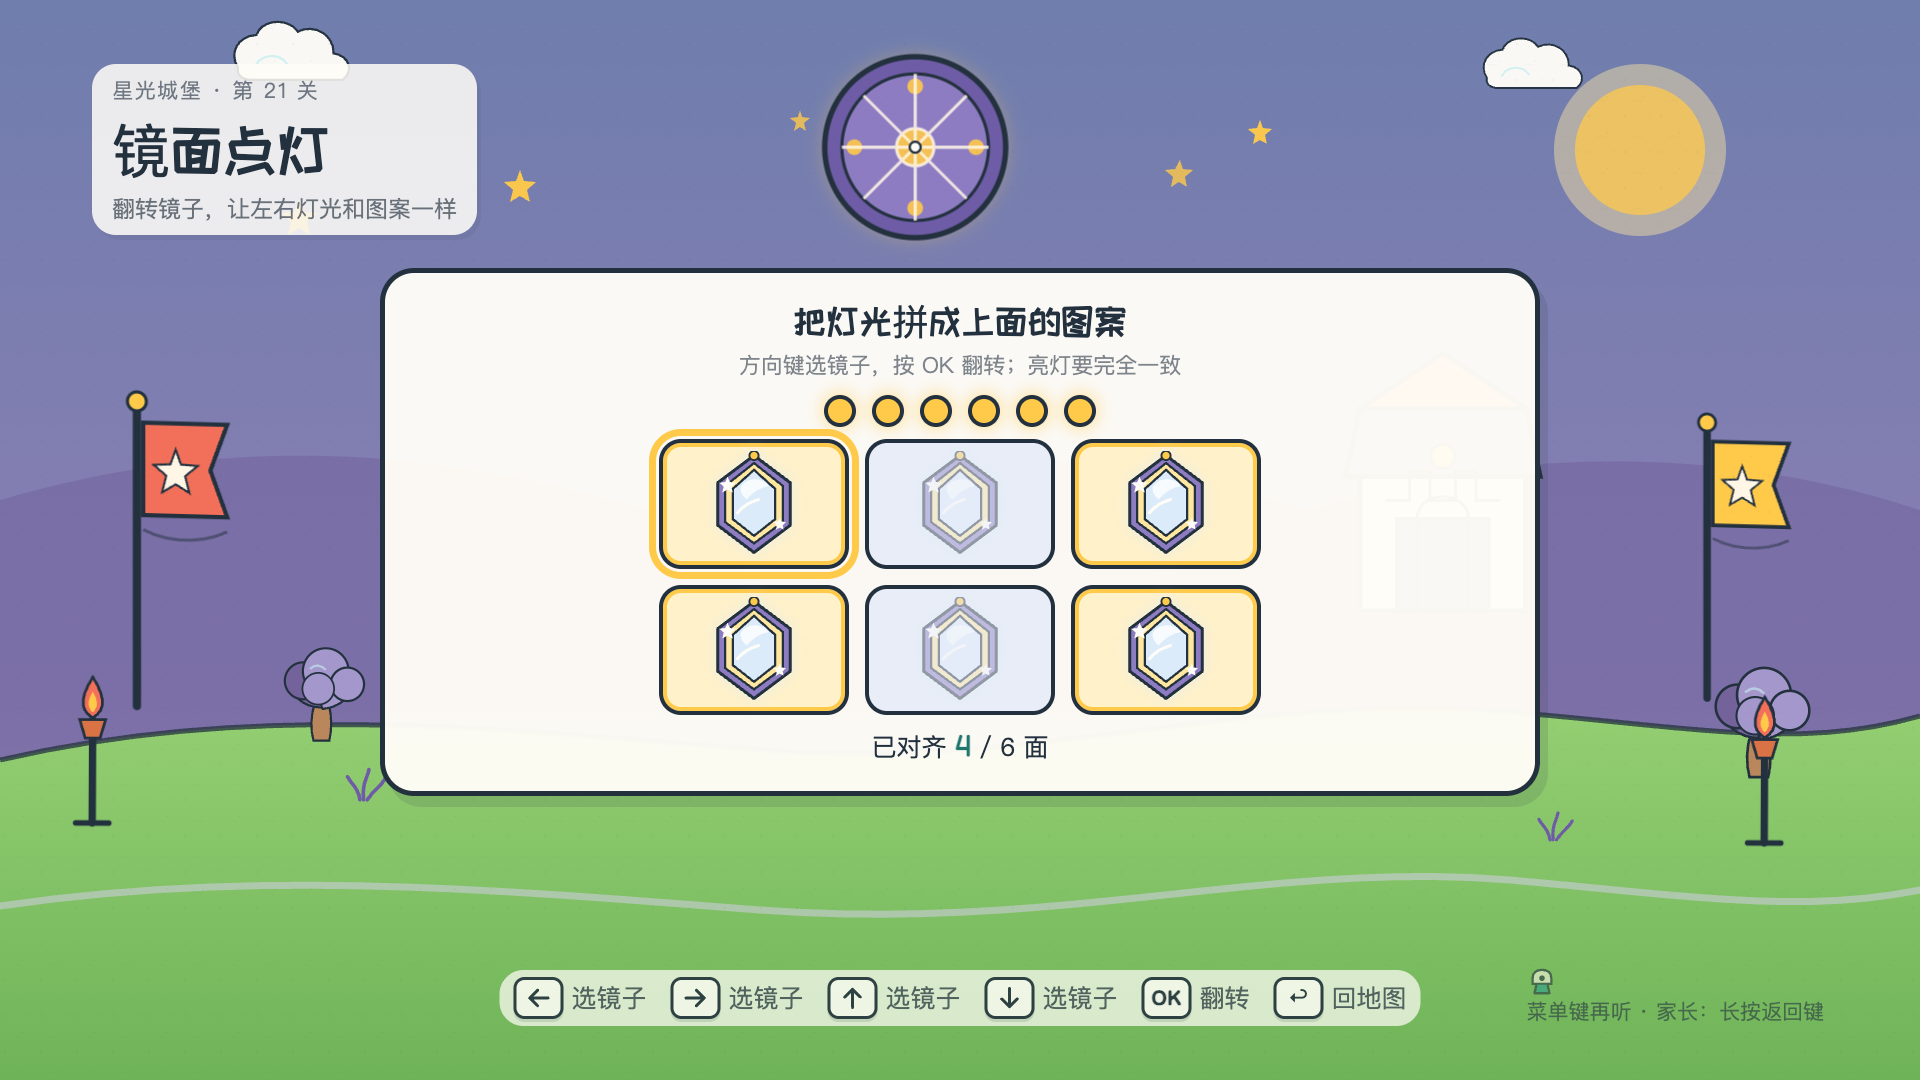 星光城堡 · 第 21 关
镜面点灯
翻转镜子，让左右灯光和图案一样
把灯光拼成上面的图案
方向键选镜子，按 OK 翻转；亮灯要完全一致
已对齐 4 / 6 面
← 选镜子 → 选镜子 ↑ 选镜子 ↓ 选镜子 OK 翻转 ↩ 回地图
菜单键再听 · 家长：长按返回键